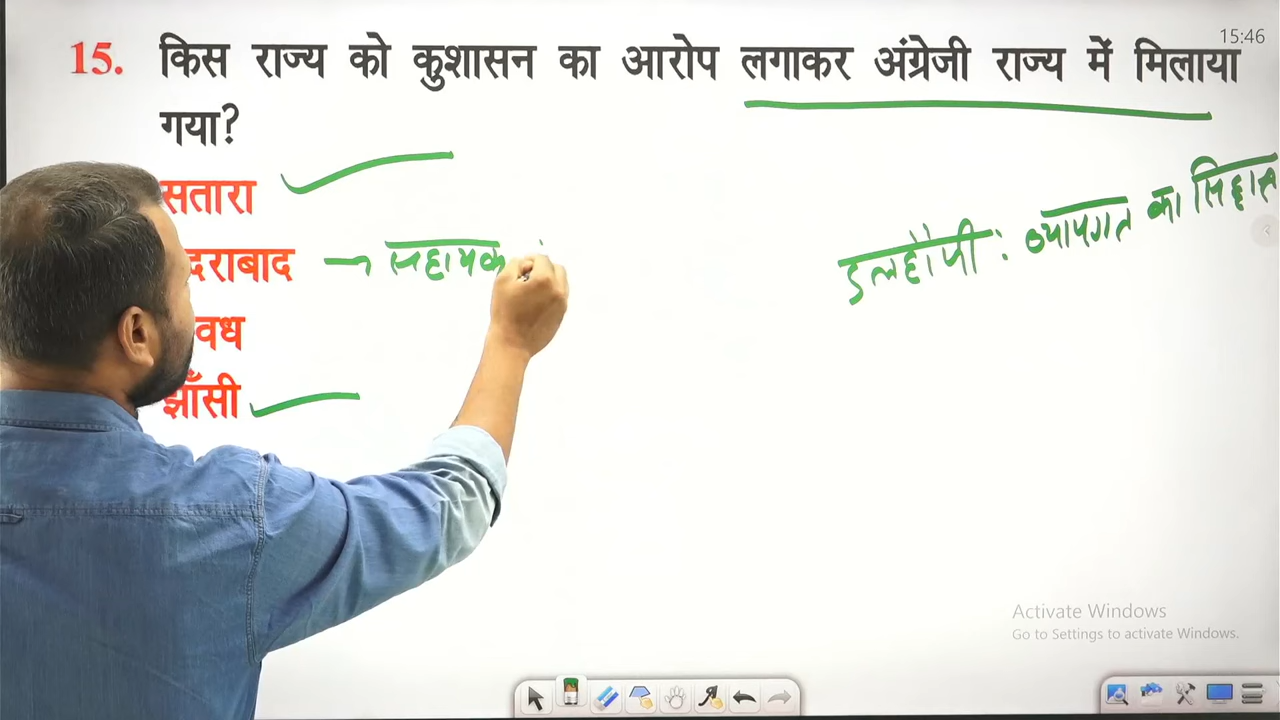 15:46
15. किस राज्य को कुशासन का आरोप लगाकर अंग्रेजी राज्य में मिलाया
गया?
सतारा
दराबाद → सहायक
वध
झाँसी
डलहौजी : व्यपगत का सिद्धान्त
Activate Windows
Go to Settings to activate Windows.